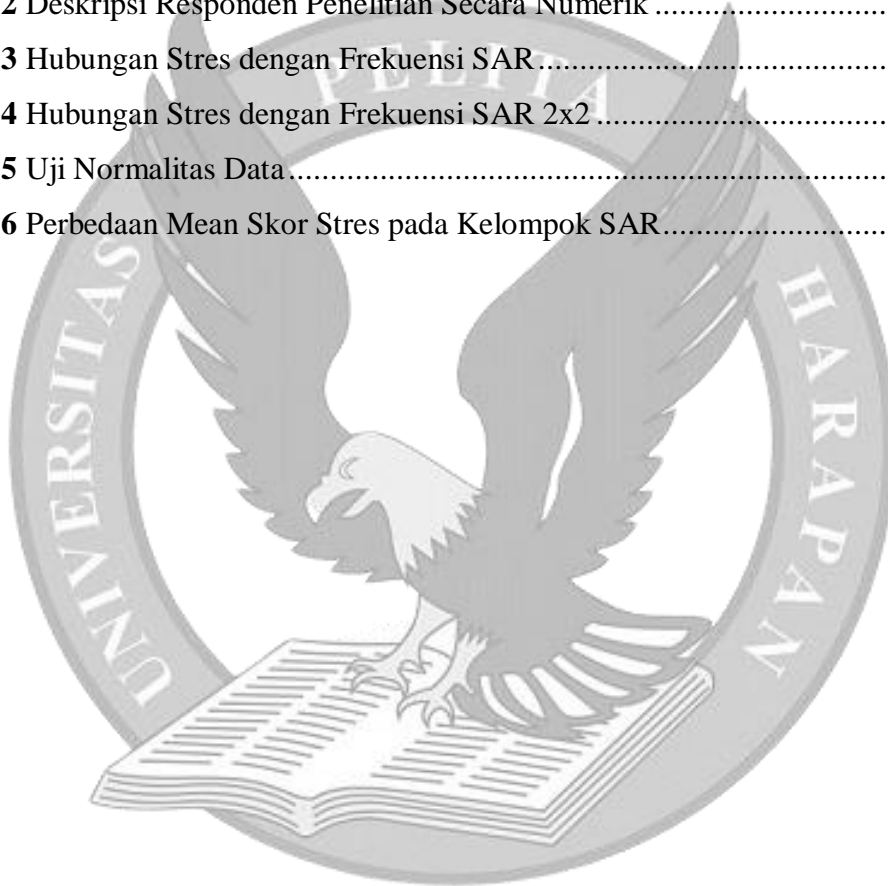 2 Deskripsi Responden Penelitian Secara Numerik ..............................
3 Hubungan Stres dengan Frekuensi SAR ..............................................
4 Hubungan Stres dengan Frekuensi SAR 2x2 ......................................
5 Uji Normalitas Data ...............................................................................
6 Perbedaan Mean Skor Stres pada Kelompok SAR .............................
UNIVERSITAS PELITA HARAPAN